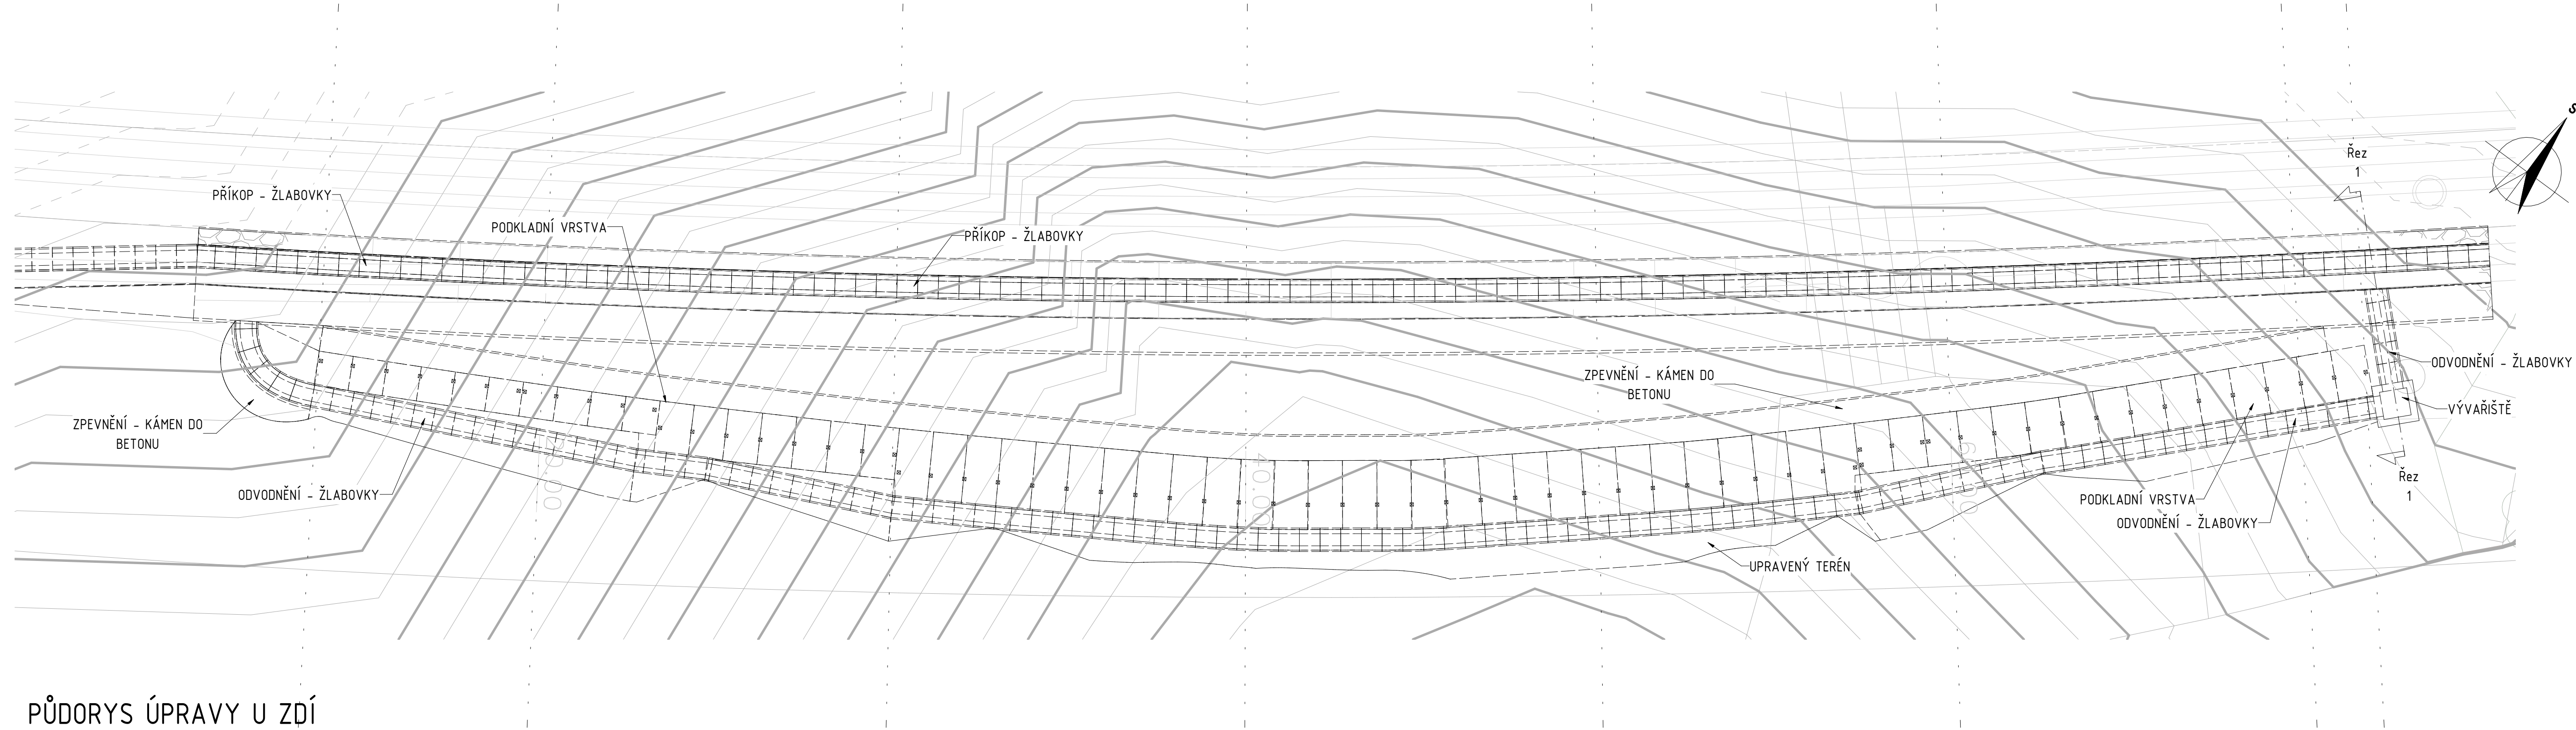 S
Řez
1
PŘÍKOP - ŽLABOVKY
PODKLADNÍ VRSTVA
PŘÍKOP - ŽLABOVKY
ODVODNĚNÍ - ŽLABOVKY
ZPEVNĚNÍ - KÁMEN DO
BETONU
VÝVAŘIŠTĚ
ZPEVNĚNÍ - KÁMEN DO
BETONU
Řez
1
ODVODNĚNÍ - ŽLABOVKY
PODKLADNÍ VRSTVA
ODVODNĚNÍ - ŽLABOVKY
UPRAVENÝ TERÉN
PŮDORYS ÚPRAVY U ZDÍ